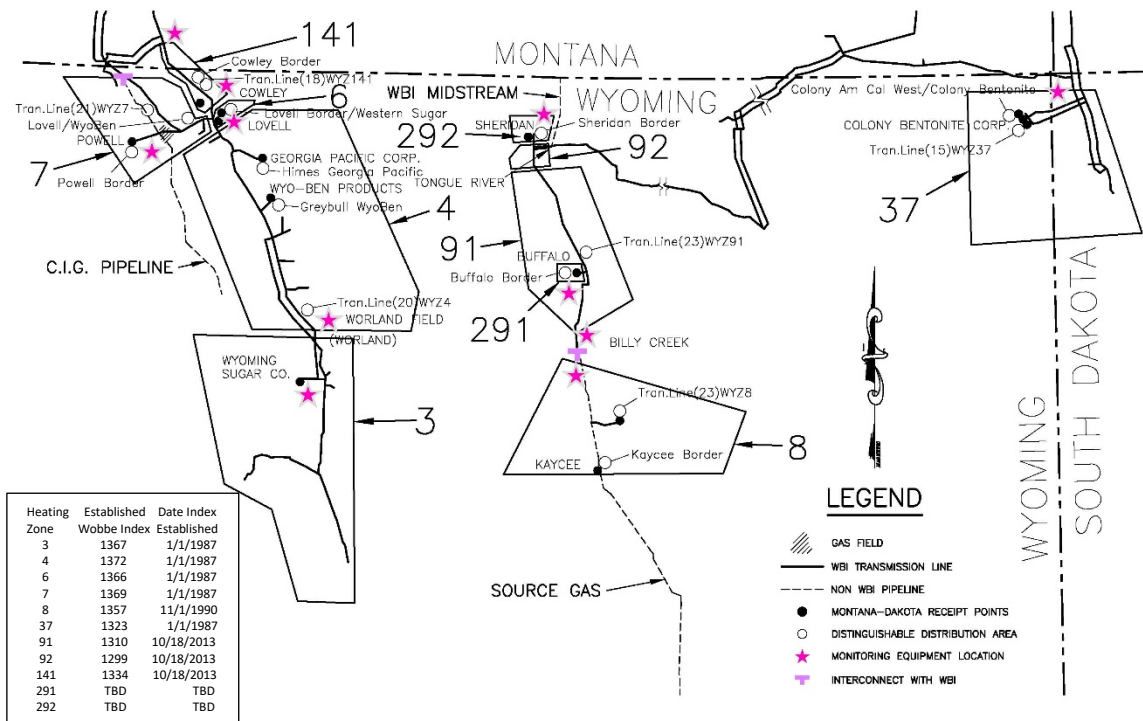 141
MONTANA
Cowley Border
Tran.Line(18)WYZ141
COWLEY
WBI MIDSTREAM
WYOMING
Colony Am Col West/Colony Bentonite
Tran.Line(21)WYZ7
6
Lovell Border/Western Sugar
Lovell/WyoBen
LOVELL
SHERIDAN
Sheridan Border
COLONY BENTONITE CORP.
292
POWELL
92
Tran.Line(15)WYZ37
7
GEORGIA PACIFIC CORP.
Himes Georgia Pacific
Powell Border
TONGUE RIVER
WYO-BEN PRODUCTS
Greybull WyoBen
4
37
91
Tran.Line(23)WYZ91
C.I.G. PIPELINE
BUFFALO
Buffalo Border
Tran.Line(20)WYZ4
WORLAND FIELD
(WORLAND)
291
BILLY CREEK
WYOMING
SUGAR CO.
Tran.Line(23)WYZ8
3
8
KAYCEE
Kaycee Border
WYOMING
SOUTH DAKOTA
SOURCE GAS
LEGEND
GAS FIELD
WBI TRANSMISSION LINE
NON WBI PIPELINE
MONTANA-DAKOTA RECEIPT POINTS
DISTINGUISHABLE DISTRIBUTION AREA
MONITORING EQUIPMENT LOCATION
INTERCONNECT WITH WBI
Heating Established Date Index
Zone Wobbe Index Established
3 1367 1/1/1987
4 1372 1/1/1987
6 1366 1/1/1987
7 1369 1/1/1987
8 1357 11/1/1990
37 1323 1/1/1987
91 1310 10/18/2013
92 1299 10/18/2013
141 1334 10/18/2013
291 TBD TBD
292 TBD TBD